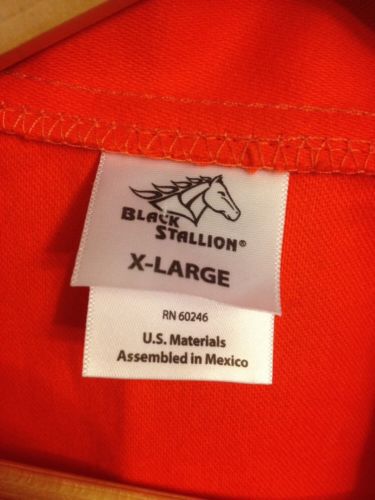 BLACK
STALLION®
X-LARGE
RN 60246
U.S. Materials
Assembled in Mexico